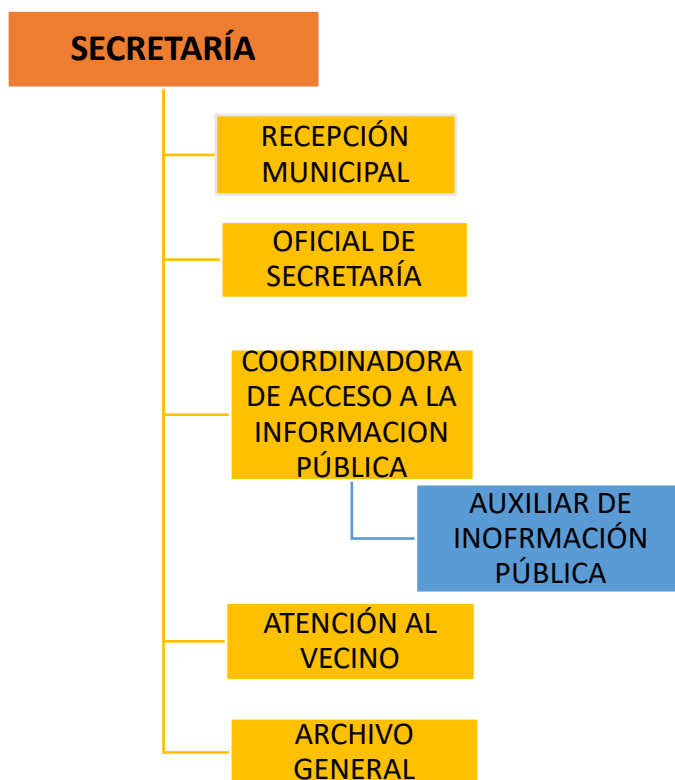 SECRETARÍA
RECEPCIÓN
MUNICIPAL
OFICIAL DE
SECRETARÍA
COORDINADORA
DE ACCESO A LA
INFORMACION
PÚBLICA
AUXILIAR DE
INOFRMACIÓN
PÚBLICA
ATENCIÓN AL
VECINO
ARCHIVO
GENERAL